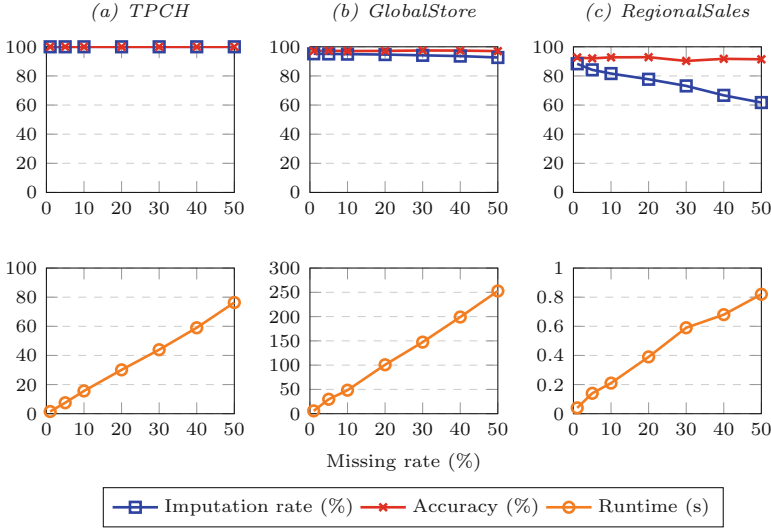 (a) TPCH (b) GlobalStore (c) RegionalSales
100 100 100
80 80 80
60 60 60
40 40 40
20 20 20
0 0 0
0 10 20 30 40 50 0 10 20 30 40 50 0 10 20 30 40 50
100 300 1
80 250 0.8
60 200 0.6
40 150 0.4
20 100 0.2
0 50 0
0
0 10 20 30 40 50 0 10 20 30 40 50 0 10 20 30 40 50
Missing rate (%)
Imputation rate (%) Accuracy (%) Runtime (s)